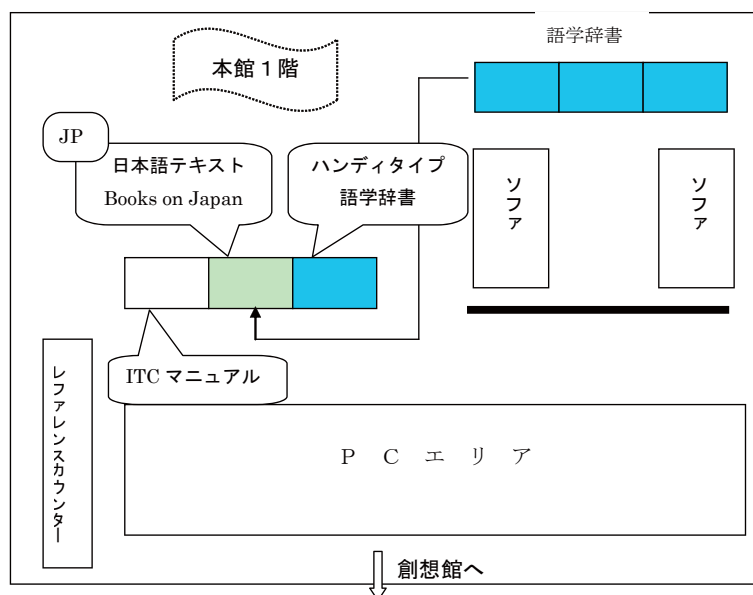 語学辞書
本館１階
JP
日本語テキスト
Books on Japan
ハンディタイプ
語学辞書
ソファ
ソファ
ITC マニュアル
レファレンスカウンター
ＰＣエリア
創想館へ